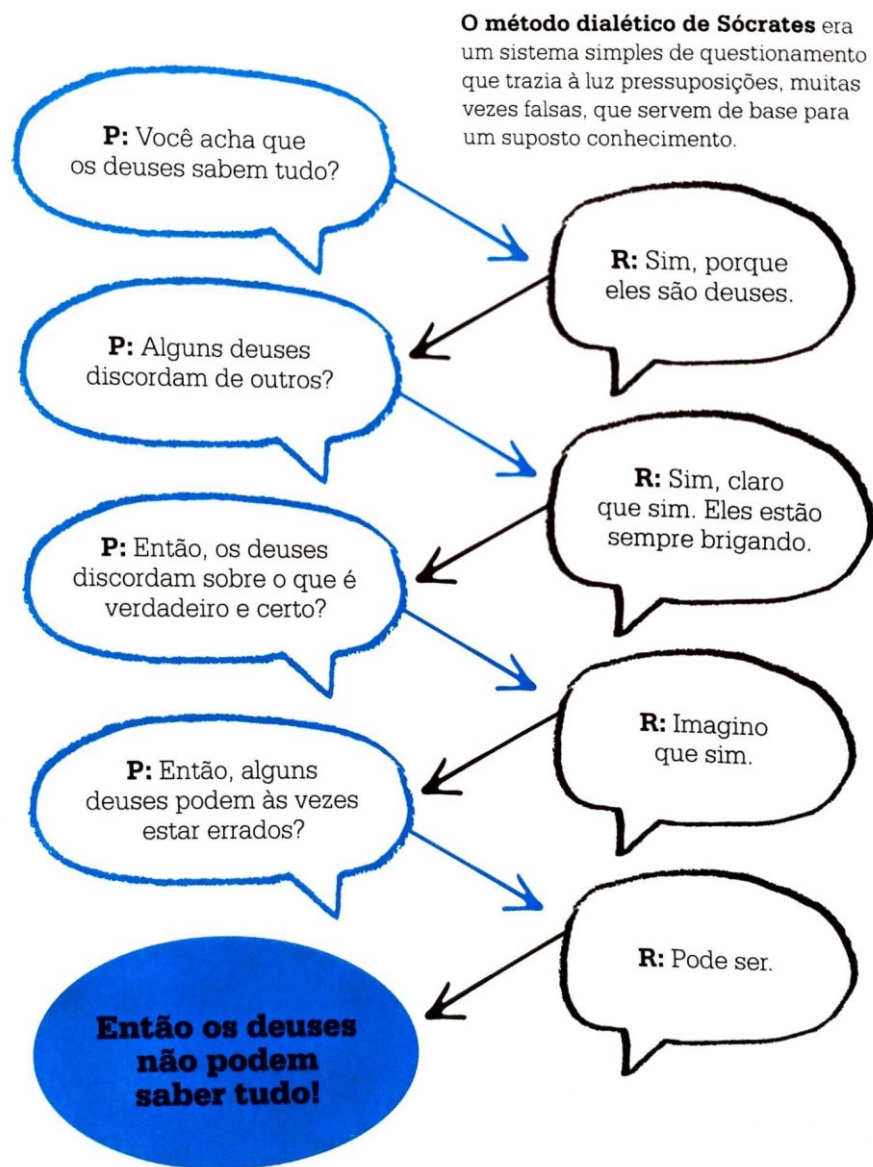 O método dialético de Sócrates era
um sistema simples de questionamento
que trazia à luz pressuposições, muitas
vezes falsas, que servem de base para
um suposto conhecimento.
P: Você acha que
os deuses sabem tudo?
R: Sim, porque
eles são deuses.
P: Alguns deuses
discordam de outros?
R: Sim, claro
que sim. Eles estão
sempre brigando.
P: Então, os deuses
discordam sobre o que é
verdadeiro e certo?
R: Imagino
que sim.
P: Então, alguns
deuses podem às vezes
estar errados?
R: Pode ser.
Então os deuses
não podem
saber tudo!